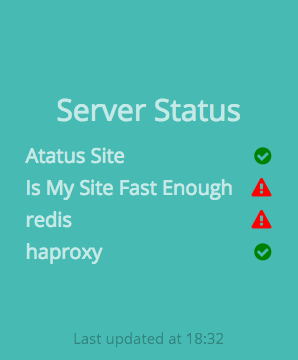 Server Status
Atatus Site
Is My Site Fast Enough
redis
haproxy
Last updated at 18:32